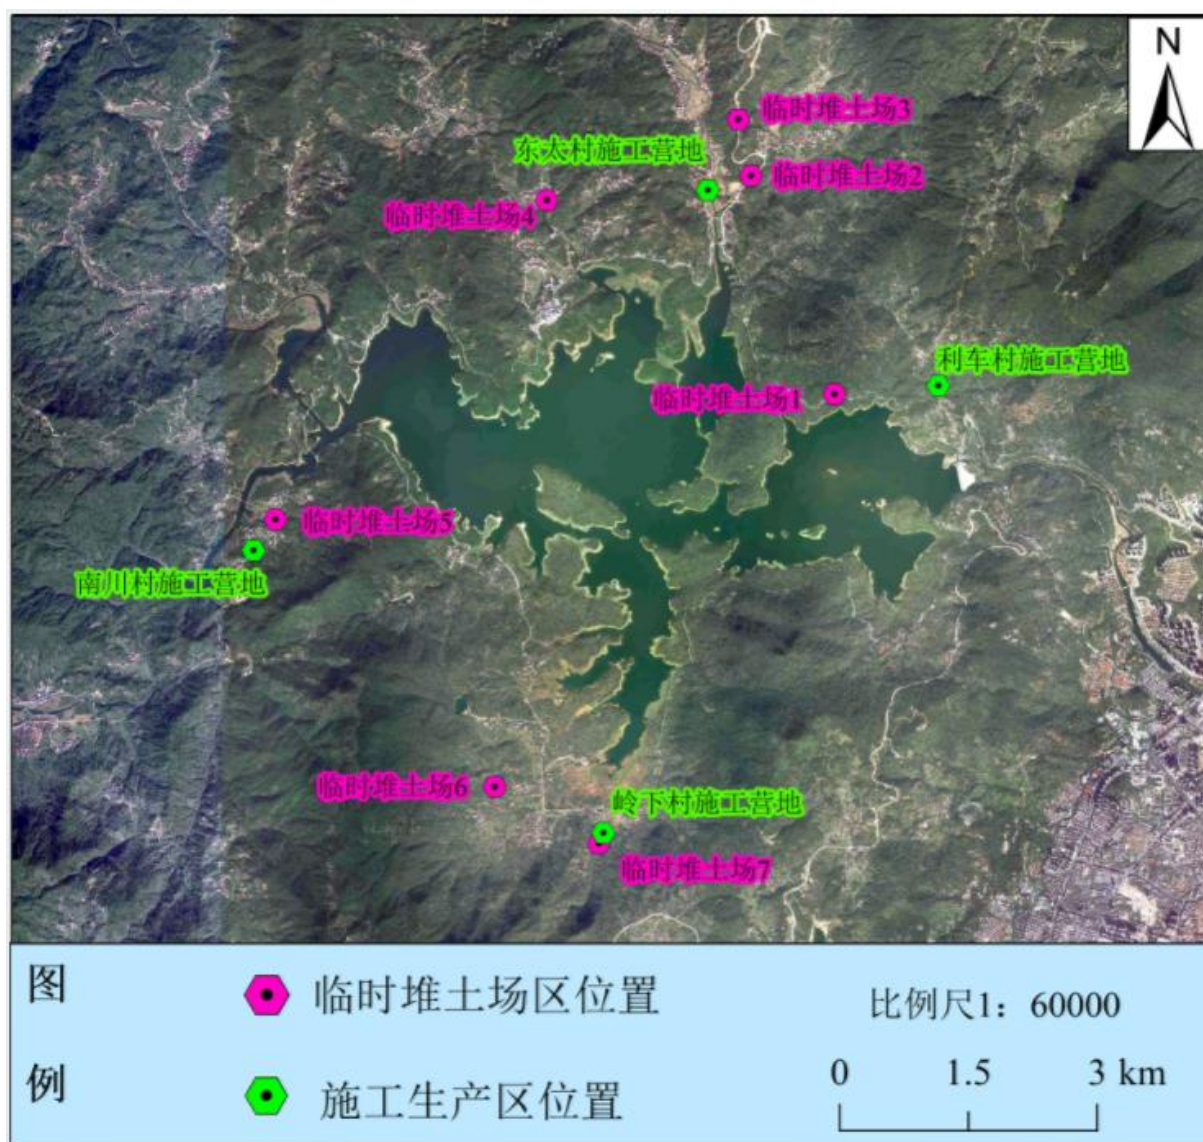 N
临时堆土场3
东太村施工营地
临时堆土场2
临时堆土场4
利车村施工营地
临时堆土场1
临时堆土场5
南川村施工营地
临时堆土场6
岭下村施工营地
临时堆土场7
图例
临时堆土场区位置
施工生产区位置
比例尺1：60000
0 1.5 3 km